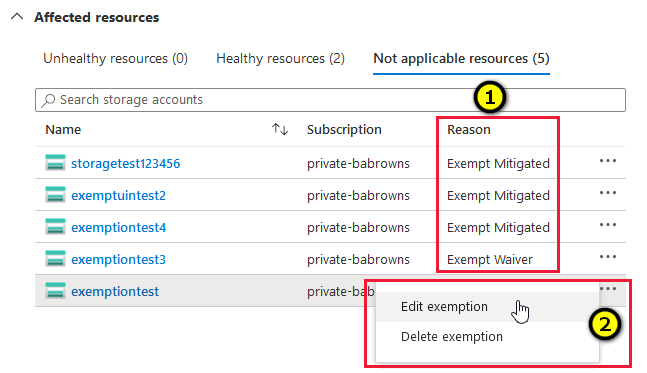 Affected resources
Unhealthy resources (0) Healthy resources (2) Not applicable resources (5)
Search storage accounts
1
Name Subscription Reason
storagetest123456 private-babrowns Exempt Mitigated
exemptuintest2 private-babrowns Exempt Mitigated
exemptiontest4 private-babrowns Exempt Mitigated
exemptiontest3 private-babrowns Exempt Waiver
exemptiontest private-bab
Edit exemption
2
Delete exemption